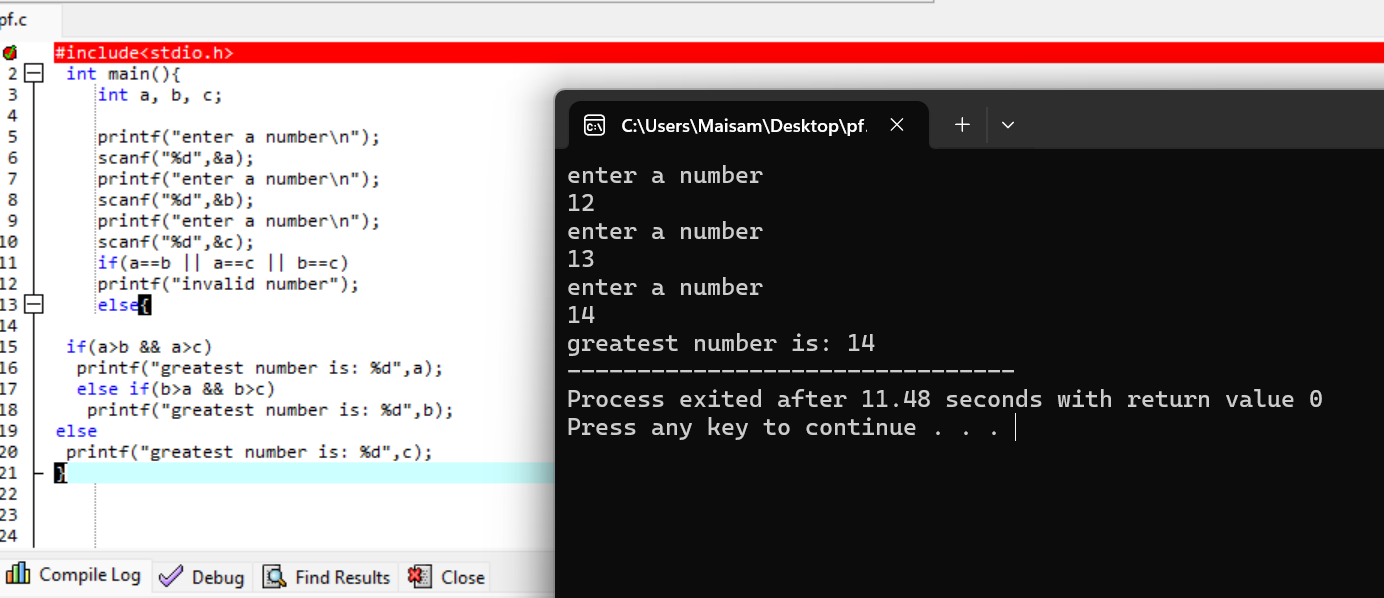 pf.c
#include<stdio.h>
2 int main(){
3 int a, b, c;
4
5 printf("enter a number\n");
6 scanf("%d",&a);
7 printf("enter a number\n");
8 scanf("%d",&b);
9 printf("enter a number\n");
10 scanf("%d",&c);
11 if(a==b || a==c || b==c)
12 printf("invalid number");
13 else{
14
15 if(a>b && a>c)
16 printf("greatest number is: %d",a);
17 else if(b>a && b>c)
18 printf("greatest number is: %d",b);
19 else
20 printf("greatest number is: %d",c);
21 }
22
23
24
Compile Log Debug Find Results Close
C:\Users\Maisam\Desktop\pf.
enter a number
12
enter a number
13
enter a number
14
greatest number is: 14
--------------------------------
Process exited after 11.48 seconds with return value 0
Press any key to continue . . .